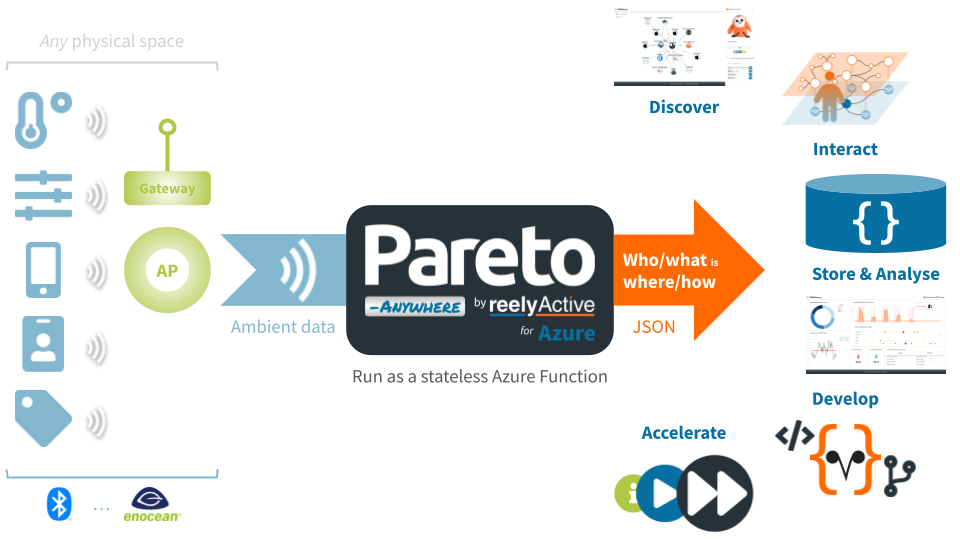 Any physical space
Gateway
AP
Ambient data
enocean®
...
Pareto
-ANYWHERE
by reelyActive
for Azure
Run as a stateless Azure Function
Who/what is
where/how
JSON
Discover
Interact
{ }
Store & Analyse
Develop
</>
Accelerate
i